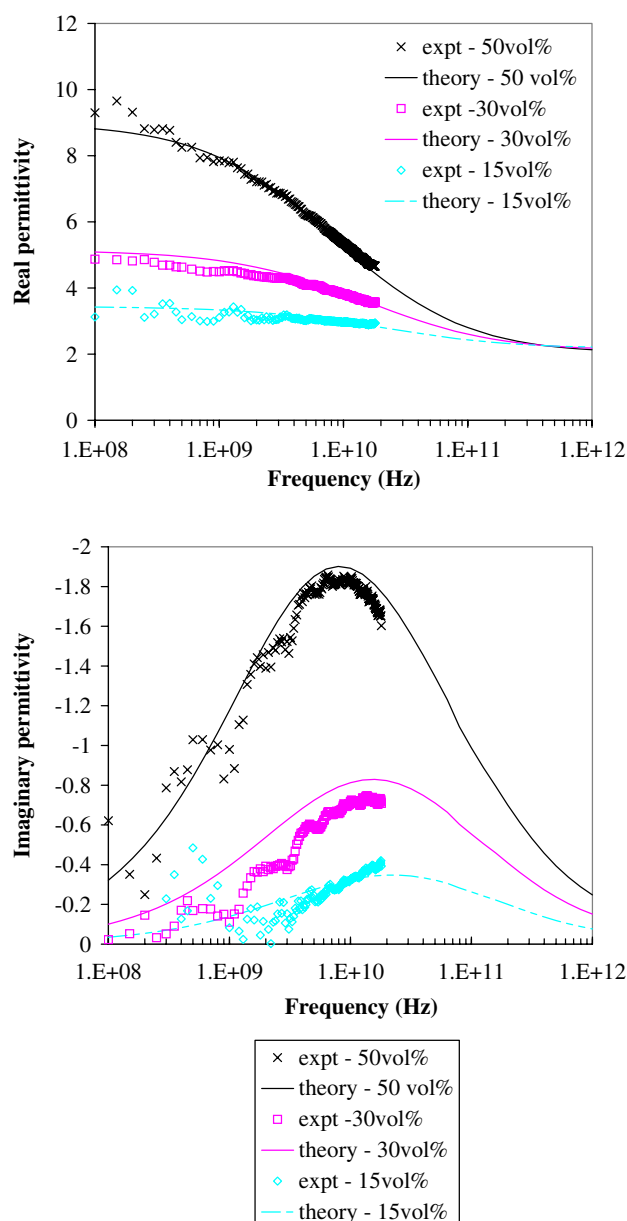 12
10
8
6
4
2
0
Real permittivity
× expt - 50vol%
theory - 50 vol%
expt -30vol%
theory - 30vol%
expt - 15vol%
theory - 15vol%
1.E+08 1.E+09 1.E+10 1.E+11 1.E+12
Frequency (Hz)
-2
-1.8
-1.6
-1.4
-1.2
-1
-0.8
-0.6
-0.4
-0.2
0
Imaginary permittivity
1.E+08 1.E+09 1.E+10 1.E+11 1.E+12
Frequency (Hz)
× expt - 50vol%
theory - 50 vol%
expt -30vol%
theory - 30vol%
expt - 15vol%
theory - 15vol%